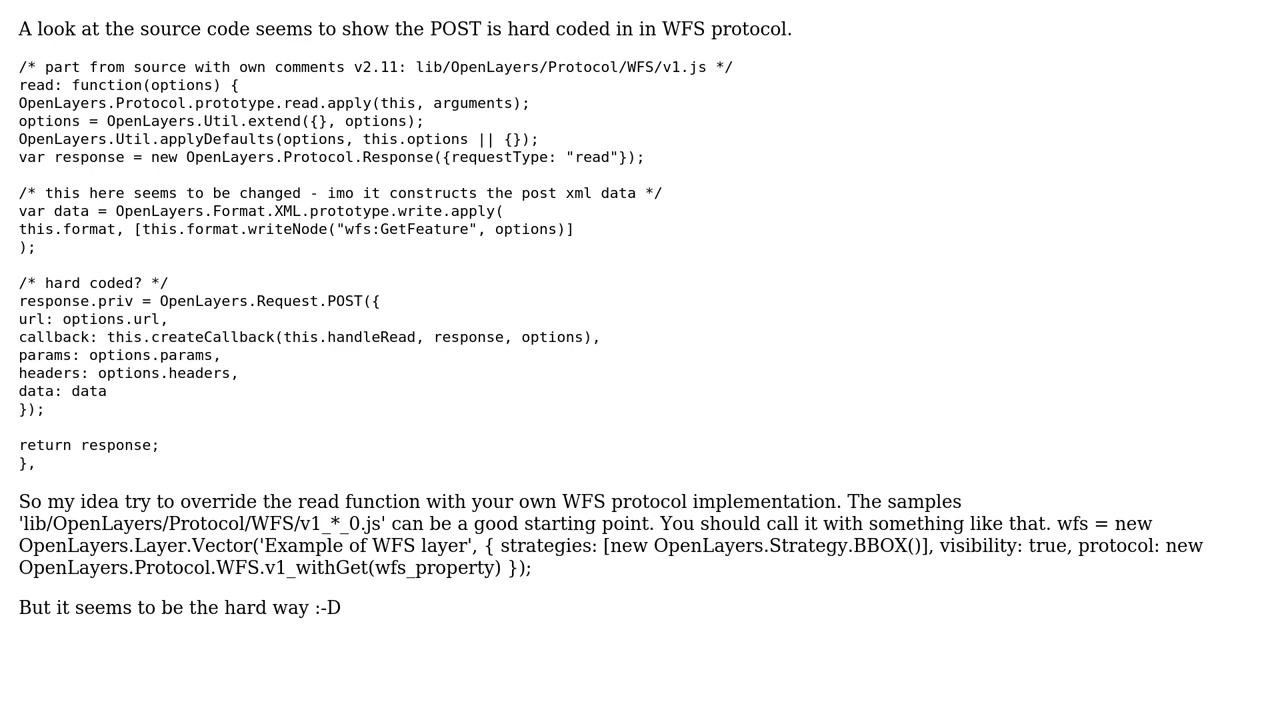 A look at the source code seems to show the POST is hard coded in in WFS protocol.
/* part from source with own comments v2.11: lib/OpenLayers/Protocol/WFS/v1.js */
read: function(options) {
OpenLayers.Protocol.prototype.read.apply(this, arguments);
options = OpenLayers.Util.extend({}, options);
OpenLayers.Util.applyDefaults(options, this.options || {});
var response = new OpenLayers.Protocol.Response({requestType: "read"});
/* this here seems to be changed - imo it constructs the post xml data */
var data = OpenLayers.Format.XML.prototype.write.apply(
this.format, [this.format.writeNode("wfs:GetFeature", options)]
);
/* hard coded? */
response.priv = OpenLayers.Request.POST({
url: options.url,
callback: this.createCallback(this.handleRead, response, options),
params: options.params,
headers: options.headers,
data: data
});
return response;
},
So my idea try to override the read function with your own WFS protocol implementation. The samples
'lib/OpenLayers/Protocol/WFS/v1_*_0.js' can be a good starting point. You should call it with something like that. wfs = new
OpenLayers.Layer.Vector('Example of WFS layer', { strategies: [new OpenLayers.Strategy.BBOX()], visibility: true, protocol: new
OpenLayers.Protocol.WFS.v1_withGet(wfs_property) });
But it seems to be the hard way :-D